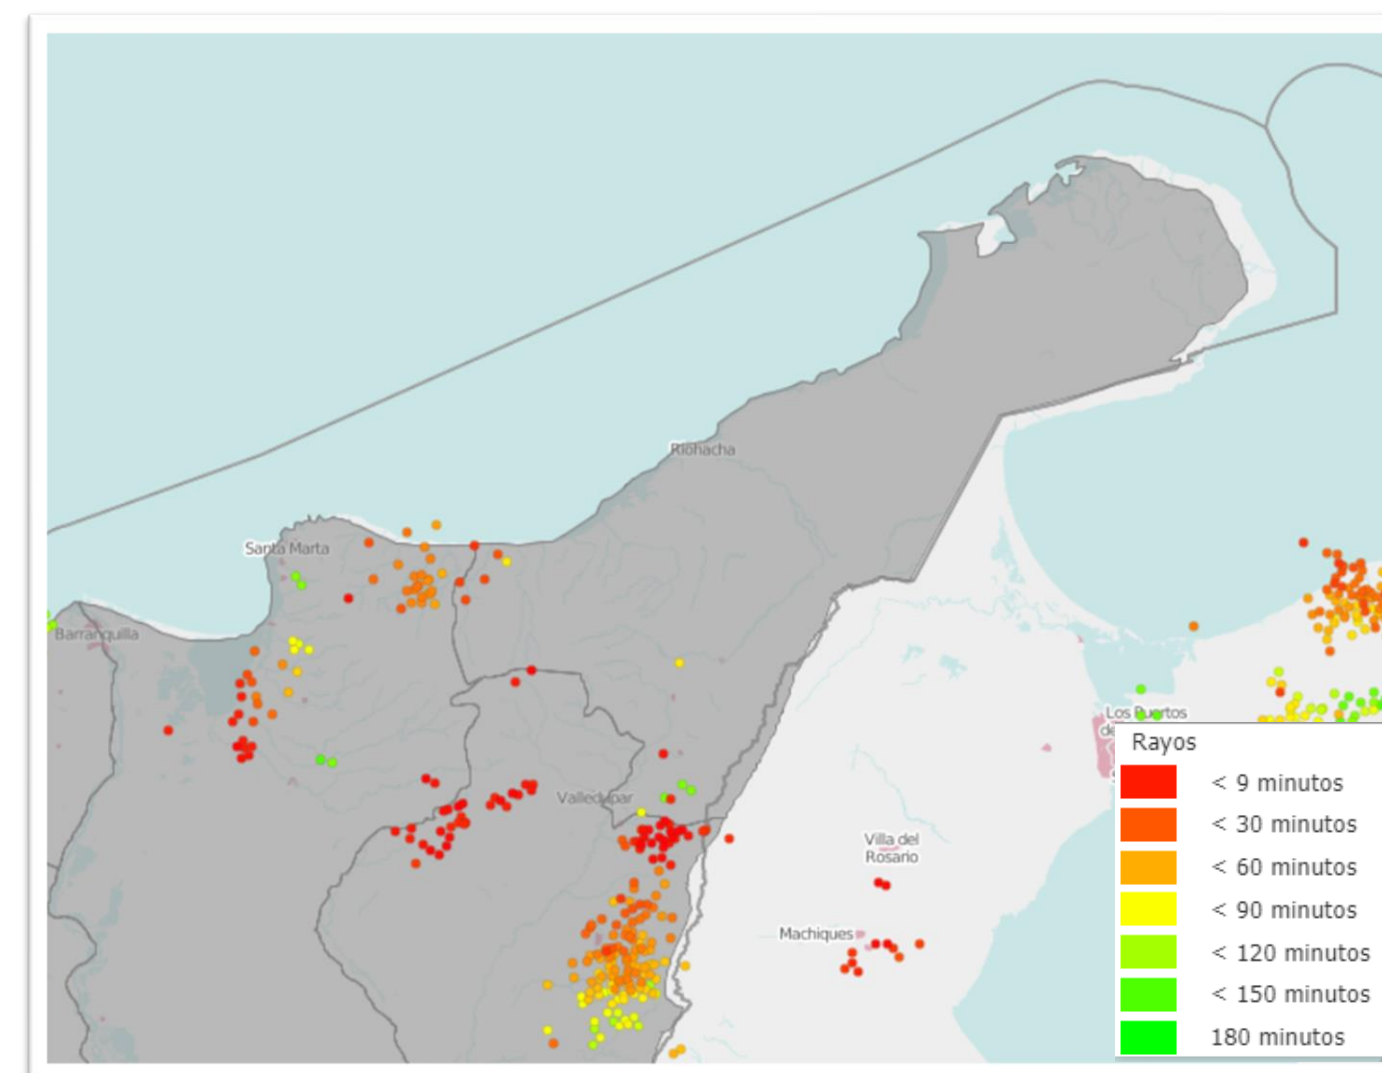 Riohacha
Santa Marta
Barranquilla
Los Puertos
de
Rayos
< 9 minutos
Valledupar
< 30 minutos
Villa del
Rosario
< 60 minutos
< 90 minutos
Machiques
< 120 minutos
< 150 minutos
180 minutos